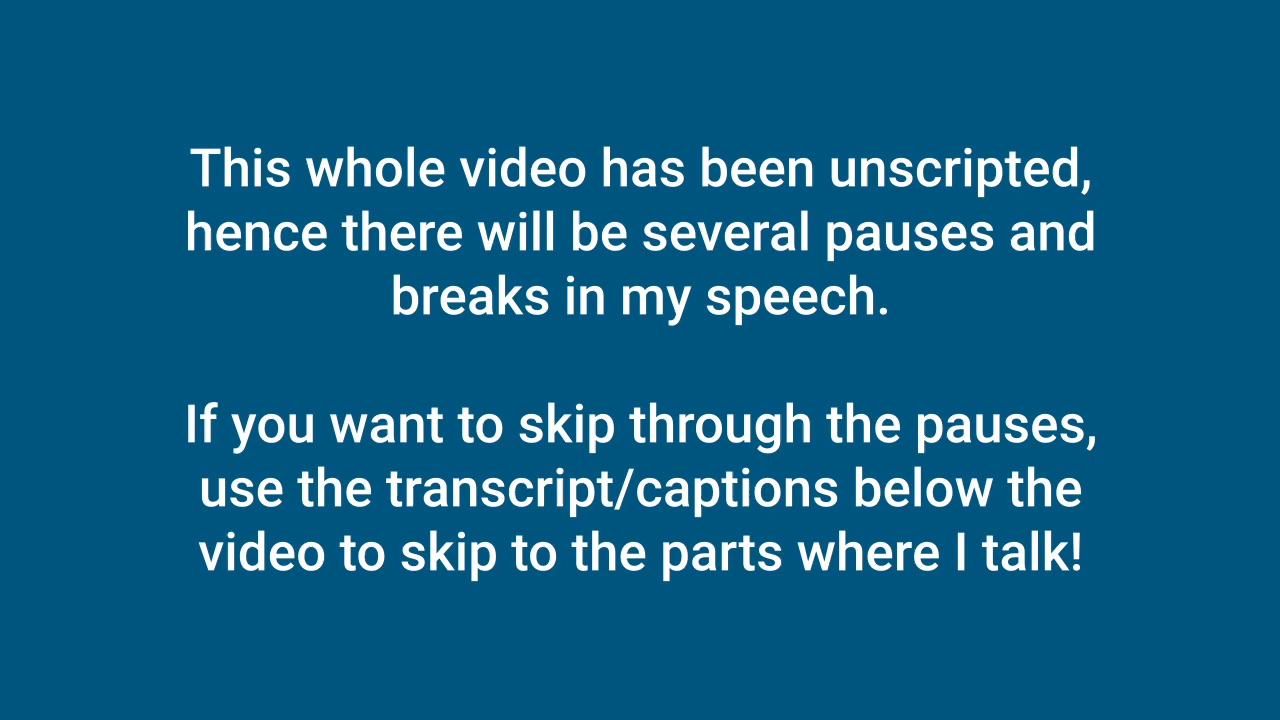 This whole video has been unscripted,
hence there will be several pauses and
breaks in my speech.
If you want to skip through the pauses,
use the transcript/captions below the
video to skip to the parts where I talk!